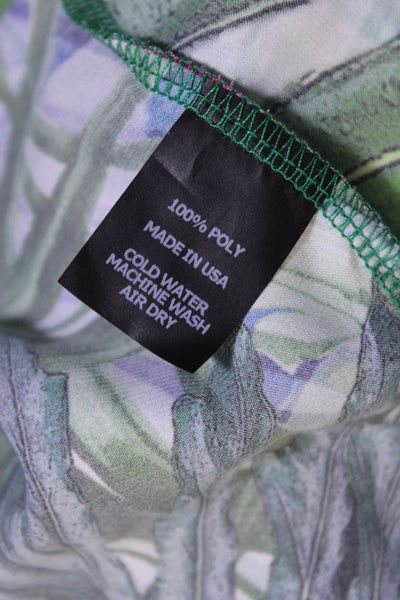 100% POLY
MADE IN USA
COLD WATER
MACHINE WASH
AIR DRY